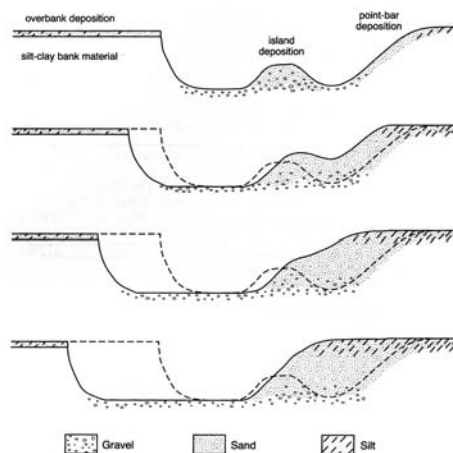 overbank deposition
point-bar
deposition
island
deposition
silt-clay bank material
Gravel
Sand
Silt